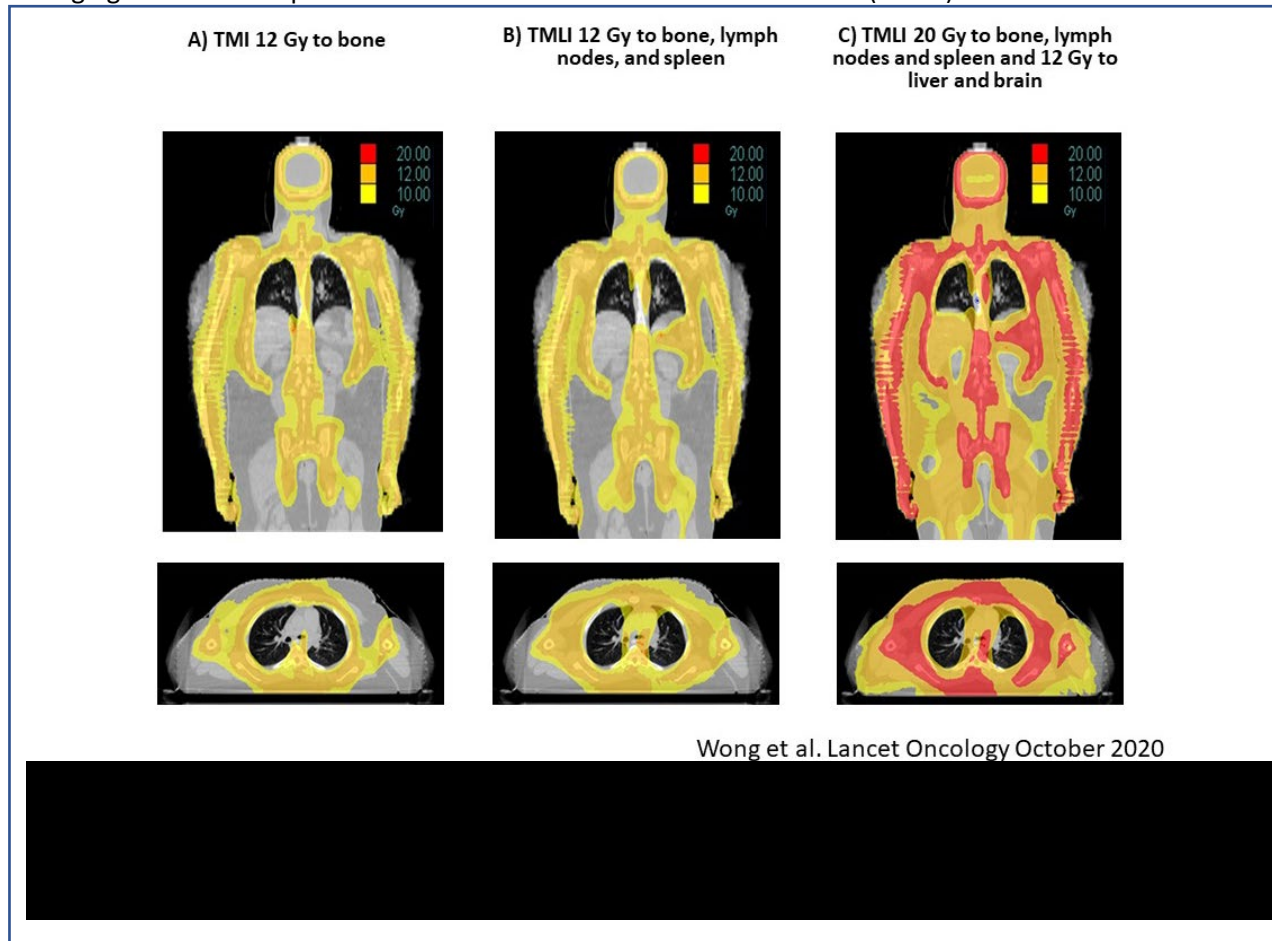 A) TMI 12 Gy to bone
B) TMLI 12 Gy to bone, lymph
nodes, and spleen
C) TMLI 20 Gy to bone, lymph
nodes and spleen and 12 Gy to
liver and brain
20.00
12.00
10.00
Gy
20.00
12.00
10.00
Gy
20.00
12.00
10.00
Gy
Wong et al. Lancet Oncology October 2020